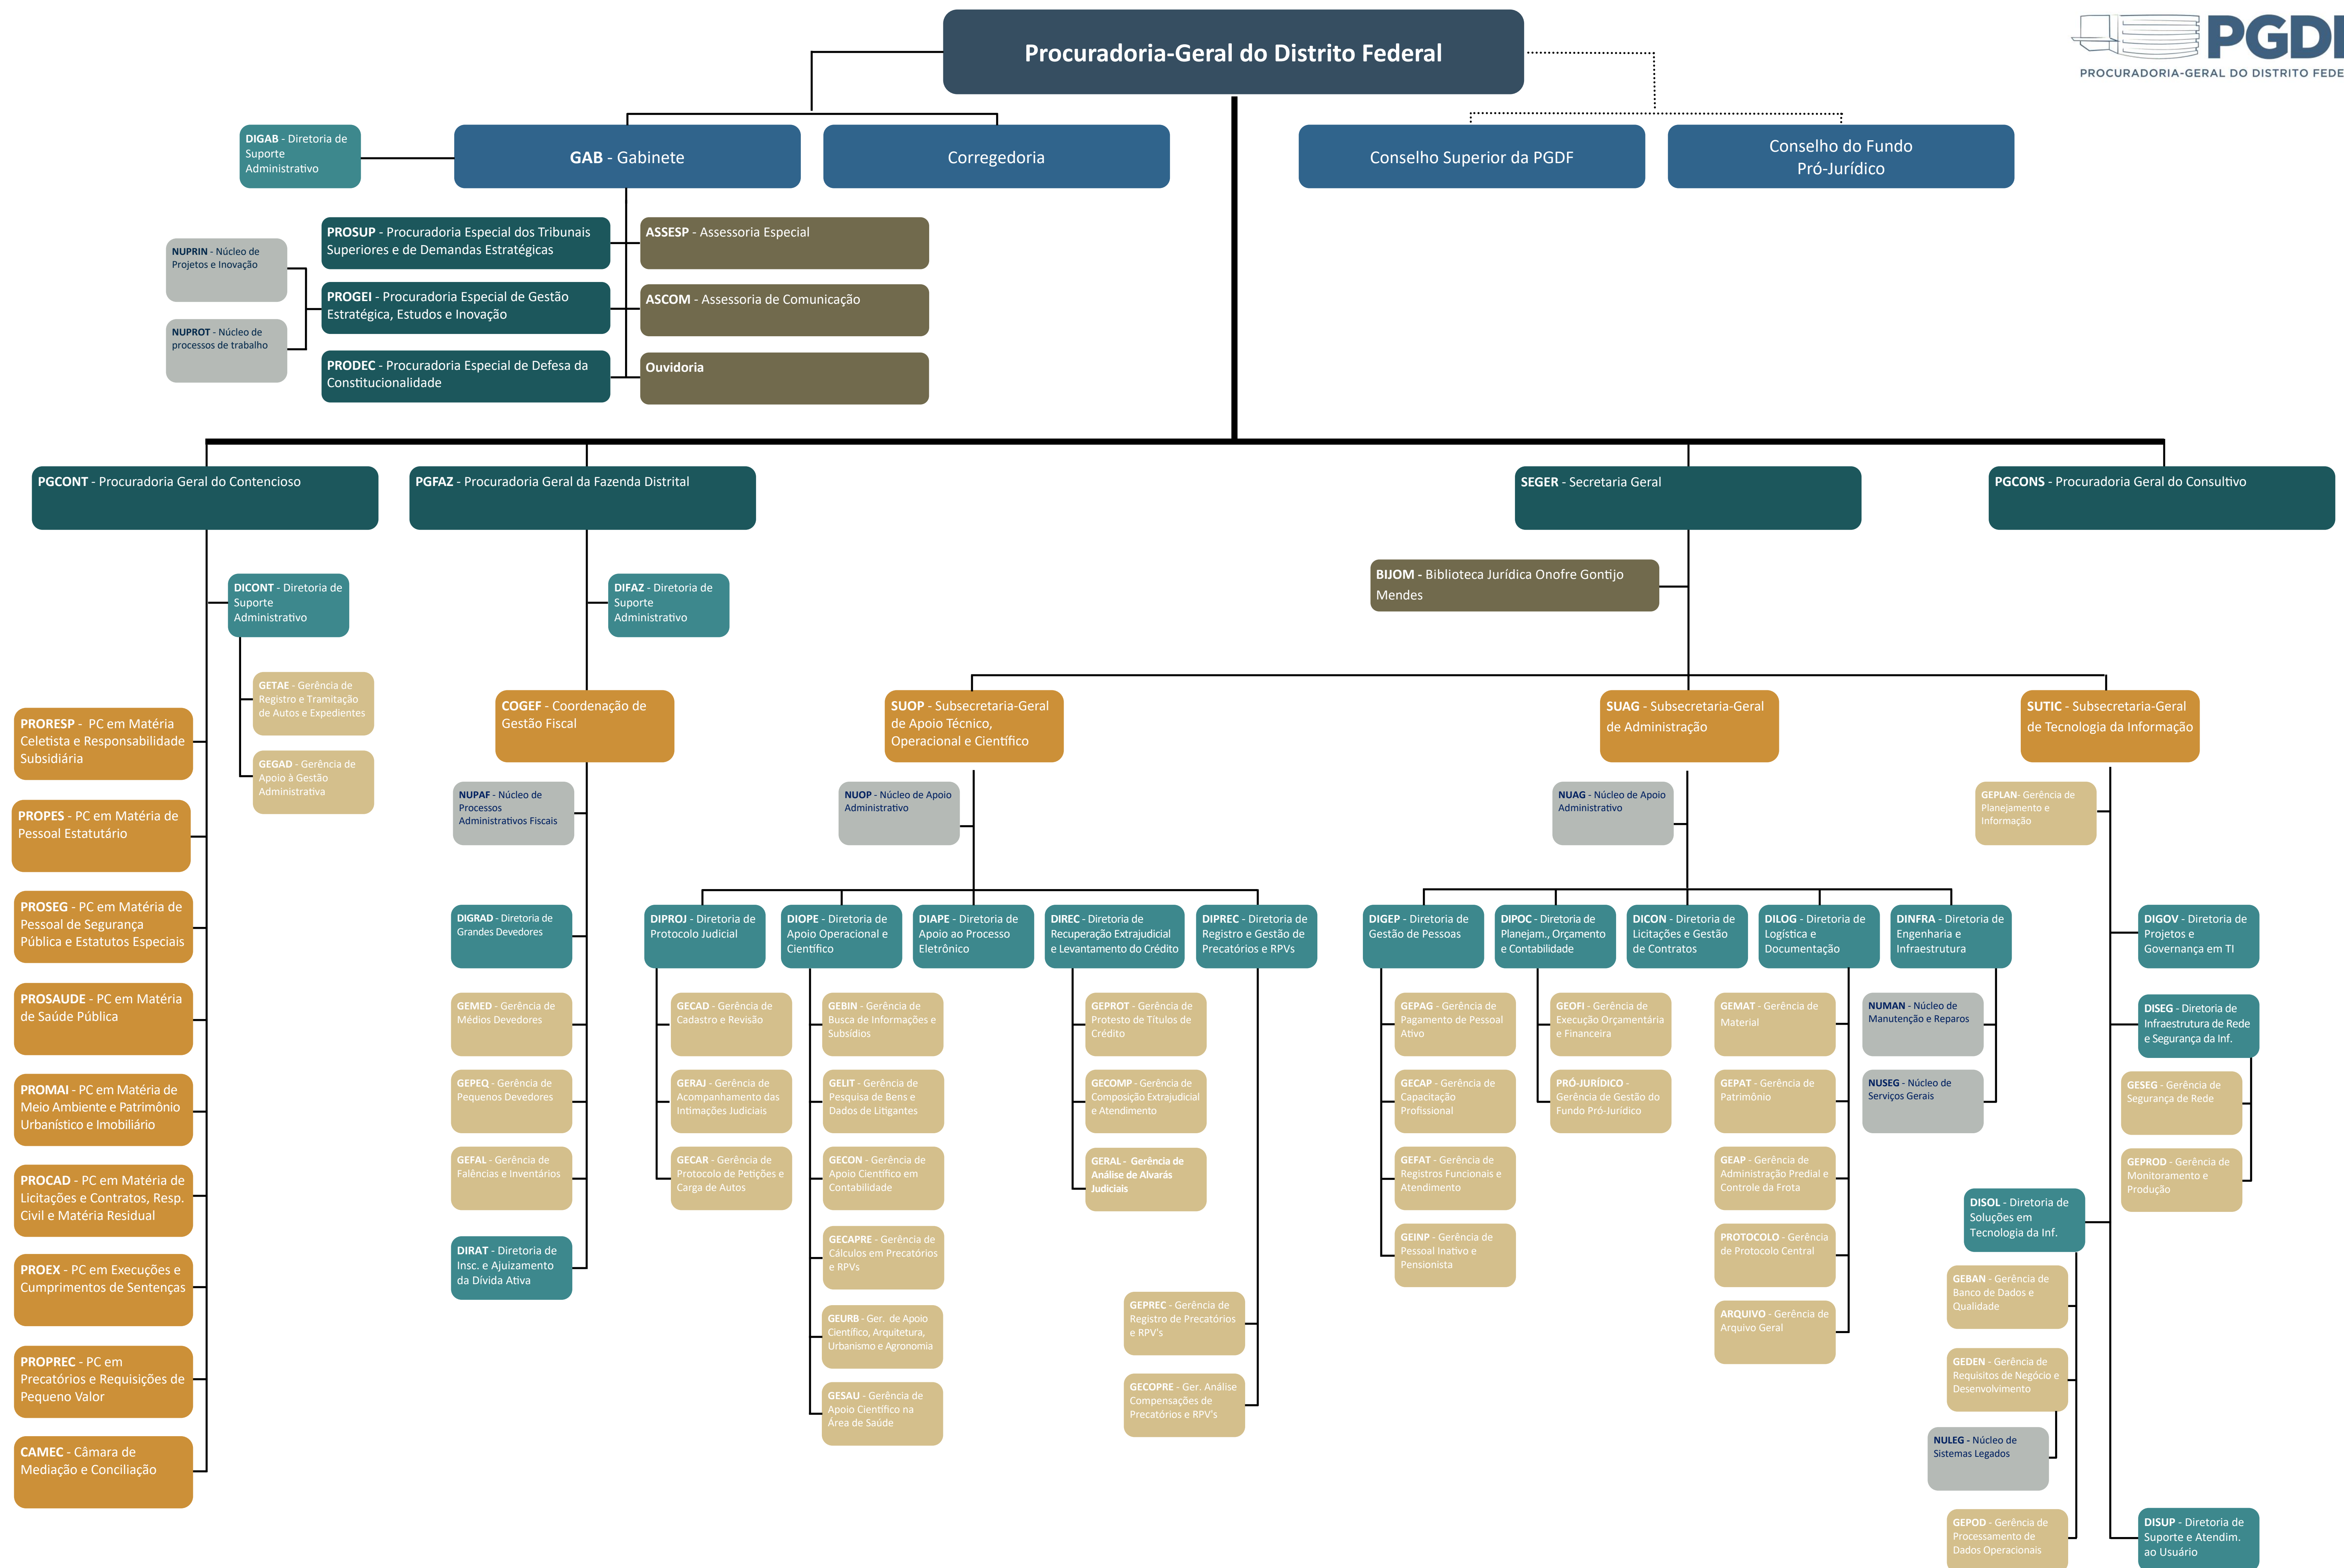 Procuradoria-Geral do Distrito Federal
PGDF
PROCURADORIA-GERAL DO DISTRITO FEDE
DIGAB - Diretoria de
Suporte
Administrativo
GAB - Gabinete
Corregedoria
Conselho Superior da PGDF
Conselho do Fundo
Pró-Jurídico
NUPRIN - Núcleo de
Projetos e Inovação
NUPROT - Núcleo de
processos de trabalho
PROSUP - Procuradoria Especial dos Tribunais
Superiores e de Demandas Estratégicas
ASSESP - Assessoria Especial
PROGEI - Procuradoria Especial de Gestão
Estratégica, Estudos e Inovação
ASCOM - Assessoria de Comunicação
PRODEC - Procuradoria Especial de Defesa da
Constitucionalidade
Ouvidoria
PGCONT - Procuradoria Geral do Contencioso
PGFAZ - Procuradoria Geral da Fazenda Distrital
SEGER - Secretaria Geral
PGCONS - Procuradoria Geral do Consultivo
DICONT - Diretoria de
Suporte
Administrativo
GETAE - Gerência de
Registro e Tramitação
de Autos e Expedientes
GEGAD - Gerência de
Apoio à Gestão
Administrativa
PRORESP - PC em Matéria
Celetista e Responsabilidade
Subsidiária
PROPES - PC em Matéria de
Pessoal Estatutário
PROSEG - PC em Matéria de
Pessoal de Segurança
Pública e Estatutos Especiais
PROSAUDE - PC em Matéria
de Saúde Pública
PROMAI - PC em Matéria de
Meio Ambiente e Patrimônio
Urbanístico e Imobiliário
PROCAD - PC em Matéria de
Licitações e Contratos, Resp.
Civil e Matéria Residual
PROEX - PC em Execuções e
Cumprimentos de Sentenças
PROPREC - PC em
Precatórios e Requisições de
Pequeno Valor
CAMEC - Câmara de
Mediação e Conciliação
DIFAZ - Diretoria de
Suporte
Administrativo
COGEF - Coordenação de
Gestão Fiscal
NUPAF - Núcleo de
Processos
Administrativos Fiscais
DIGRAD - Diretoria de
Grandes Devedores
GEMED - Gerência de
Médios Devedores
GEPEQ - Gerência de
Pequenos Devedores
GEFAL - Gerência de
Falências e Inventários
DIRAT - Diretoria de
Insc. e Ajuizamento
da Dívida Ativa
BIJOM - Biblioteca Jurídica Onofre Gontijo
Mendes
SUOP - Subsecretaria-Geral
de Apoio Técnico,
Operacional e Científico
NUOP - Núcleo de Apoio
Administrativo
DIPROJ - Diretoria de
Protocolo Judicial
GECAD - Gerência de
Cadastro e Revisão
GERAJ - Gerência de
Acompanhamento das
Intimações Judiciais
GECAR - Gerência de
Protocolo de Petições e
Carga de Autos
DIOPE - Diretoria de
Apoio Operacional e
Científico
GEBIN - Gerência de
Busca de Informações e
Subsídios
GELIT - Gerência de
Pesquisa de Bens e
Dados de Litigantes
GECON - Gerência de
Apoio Científico em
Contabilidade
GECAPRE - Gerência de
Cálculos em Precatórios
e RPVs
GEURB - Ger. de Apoio
Científico, Arquitetura,
Urbanismo e Agronomia
GESAU - Gerência de
Apoio Científico na
Área de Saúde
DIAPE - Diretoria de
Apoio ao Processo
Eletrônico
DIREC - Diretoria de
Recuperação Extrajudicial
e Levantamento do Crédito
GEPROT - Gerência de
Protesto de Títulos de
Crédito
GECOMP - Gerência de
Composição Extrajudicial
e Atendimento
GERAL - Gerência de
Análise de Alvarás
Judiciais
DIPREC - Diretoria de
Registro e Gestão de
Precatórios e RPVs
GEPREC - Gerência de
Registro de Precatórios
e RPV's
GECOPRE - Ger. Análise
Compensações de
Precatórios e RPV's
SUAG - Subsecretaria-Geral
de Administração
NUAG - Núcleo de Apoio
Administrativo
DIGEP - Diretoria de
Gestão de Pessoas
GEPAG - Gerência de
Pagamento de Pessoal
Ativo
GECAP - Gerência de
Capacitação
Profissional
GEFAT - Gerência de
Registros Funcionais e
Atendimento
GEINP - Gerência de
Pessoal Inativo e
Pensionista
DIPOC - Diretoria de
Planejam., Orçamento
e Contabilidade
GEOFI - Gerência de
Execução Orçamentária
e Financeira
PRÓ-JURÍDICO -
Gerência de Gestão do
Fundo Pró-Jurídico
DICON - Diretoria de
Licitações e Gestão
de Contratos
DILOG - Diretoria de
Logística e
Documentação
GEMAT - Gerência de
Material
GEPAT - Gerência de
Patrimônio
GEAP - Gerência de
Administração Predial e
Controle da Frota
PROTOCOLO - Gerência
de Protocolo Central
ARQUIVO - Gerência de
Arquivo Geral
DINFRA - Diretoria de
Engenharia e
Infraestrutura
NUMAN - Núcleo de
Manutenção e Reparos
NUSEG - Núcleo de
Serviços Gerais
SUTIC - Subsecretaria-Geral
de Tecnologia da Informação
GEPLAN- Gerência de
Planejamento e
Informação
DIGOV - Diretoria de
Projetos e
Governança em TI
DISEG - Diretoria de
Infraestrutura de Rede
e Segurança da Inf.
GESEG - Gerência de
Segurança de Rede
GEPROD - Gerência de
Monitoramento e
Produção
DISOL - Diretoria de
Soluções em
Tecnologia da Inf.
GEBAN - Gerência de
Banco de Dados e
Qualidade
GEDEN - Gerência de
Requisitos de Negócio e
Desenvolvimento
NULEG - Núcleo de
Sistemas Legados
GEPOD - Gerência de
Processamento de
Dados Operacionais
DISUP - Diretoria de
Suporte e Atendim.
ao Usuário